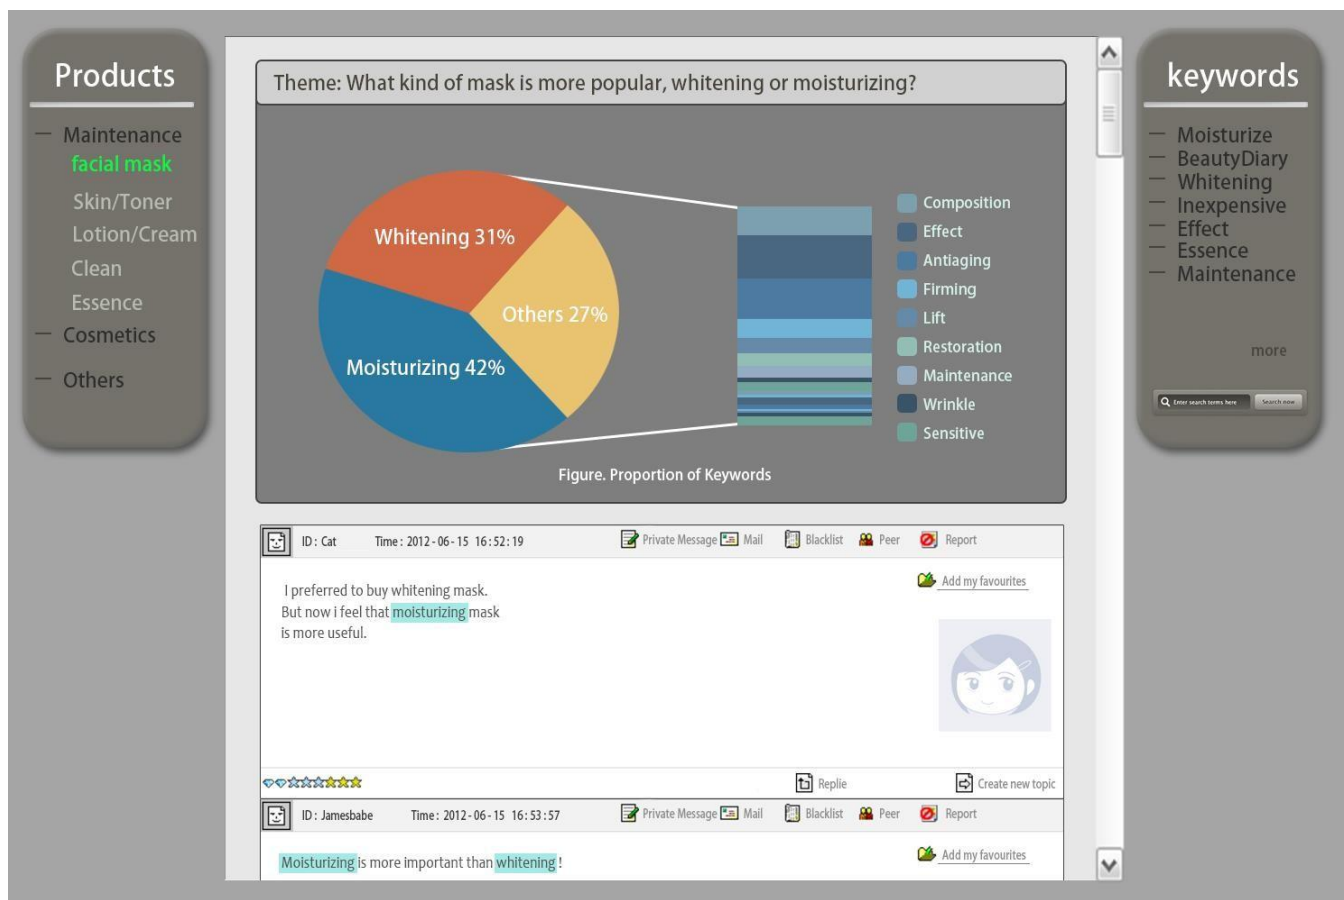 Products
Maintenance
facial mask
Skin/Toner
Lotion/Cream
Clean
Essence
Cosmetics
Others
Theme: What kind of mask is more popular, whitening or moisturizing?
Whitening 31%
Others 27%
Moisturizing 42%
Composition
Effect
Antiaging
Firming
Lift
Restoration
Maintenance
Wrinkle
Sensitive
Figure. Proportion of Keywords
ID : Cat Time : 2012 - 06 - 15 16 : 52 : 19 Private Message Mail Blacklist Peer Report
Add my favourites
I preferred to buy whitening mask.
But now i feel that moisturizing mask
is more useful.
Replie Create new topic
ID : Jamesbabe Time : 2012 - 06 - 15 16 : 53 : 57 Private Message Mail Blacklist Peer Report
Add my favourites
Moisturizing is more important than whitening !
keywords
Moisturize
BeautyDiary
Whitening
Inexpensive
Effect
Essence
Maintenance
more
Enter search terms here Search now